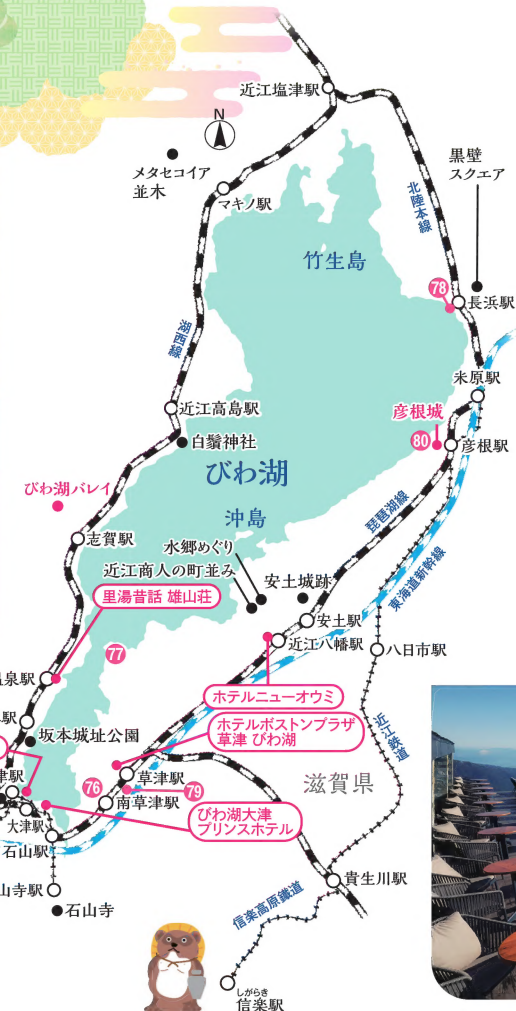 近江塩津駅
N
メタセコイア
並木
マキノ駅
黒壁
スクエア
北陸本線
竹生島
78
長浜駅
湖西線
米原駅
近江高島駅
彦根城
80
彦根駅
白鬚神社
びわ湖
びわ湖バレイ
沖島
琵琶湖線
志賀駅
水郷めぐり
近江商人の町並み
安土城跡
東海道新幹線
里湯昔話 雄山荘
安土駅
近江八幡駅
八日市駅
77
温泉駅
ホテルニューオウミ
駅
ホテルボストンプラザ
草津 びわ湖
近江鉄道
坂本城址公園
草津駅
滋賀県
津駅
76
79
南草津駅
大津駅
びわ湖大津
プリンスホテル
石山駅
山寺駅
貴生川駅
石山寺
信楽高原鐵道
しがらき
信楽駅